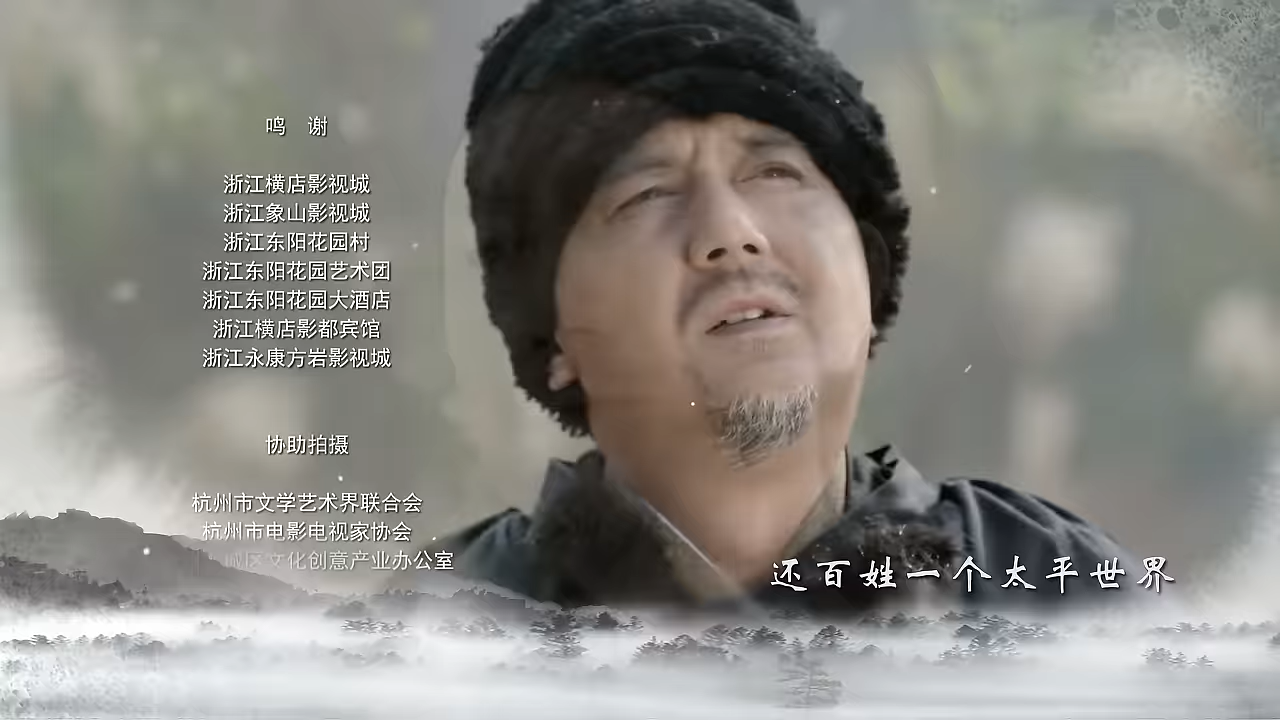 鸣 谢
浙江横店影视城
浙江象山影视城
浙江东阳花园村
浙江东阳花园艺术团
浙江东阳花园大酒店
浙江横店影都宾馆
浙江永康方岩影视城
协助拍摄
杭州市文学艺术界联合会
杭州市电影电视家协会
城区文化创意产业办公室
还百姓一个太平世界